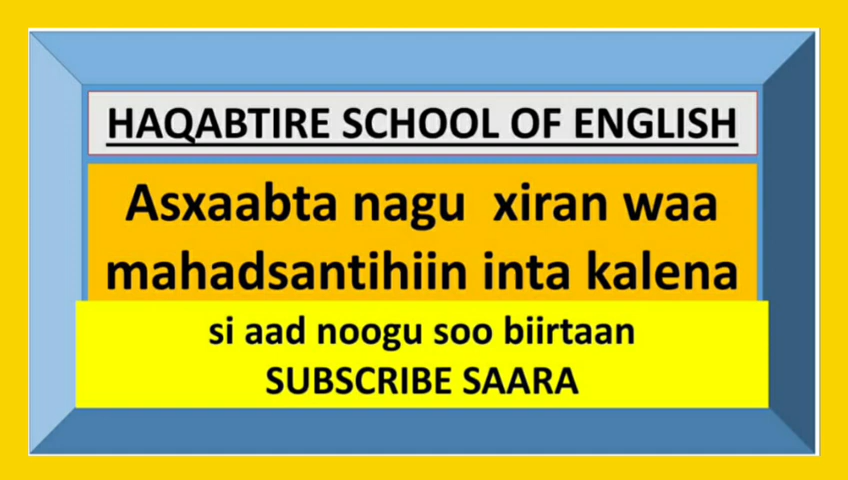 HAQABTIRE SCHOOL OF ENGLISH
Asxaabta nagu xiran waa
mahadsantihiin inta kalena
si aad noogu soo biirtaan
SUBSCRIBE SAARA